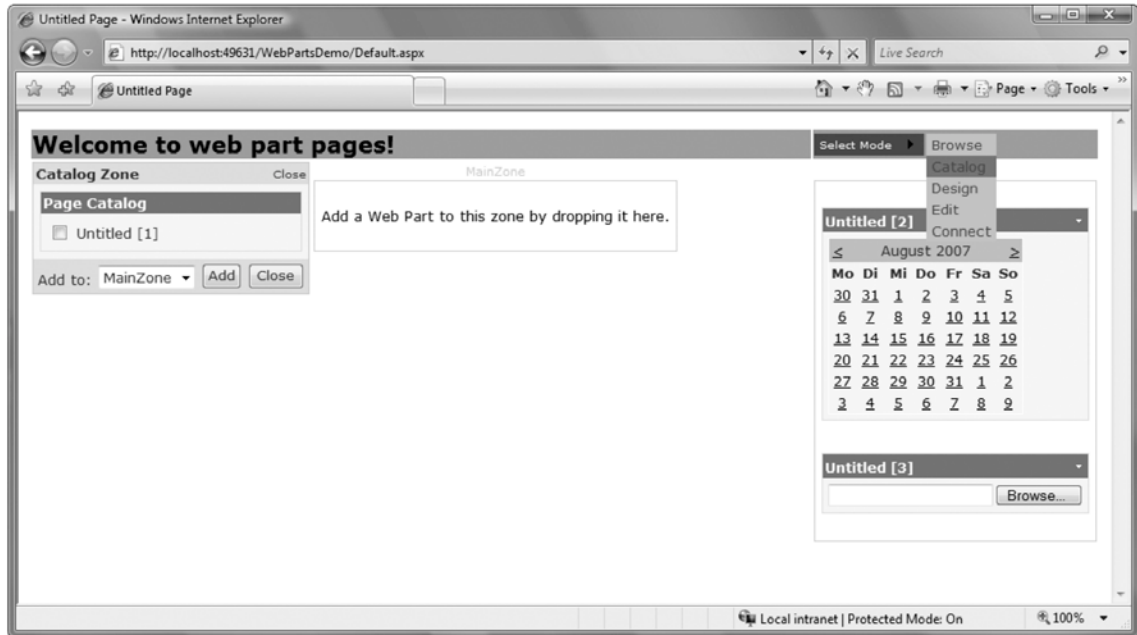 Untitled Page - Windows Internet Explorer
http://localhost:49631/WebPartsDemo/Default.aspx
Live Search
Untitled Page
Page
Tools
Welcome to web part pages!
Select Mode
Browse
Catalog
Design
Edit
Connect
Catalog Zone
Close
Page Catalog
Untitled [1]
Add to:
MainZone
Add
Close
MainZone
Add a Web Part to this zone by dropping it here.
Untitled [2]
< August 2007 >
Mo Di Mi Do Fr Sa So
30 31 1 2 3 4 5
6 7 8 9 10 11 12
13 14 15 16 17 18 19
20 21 22 23 24 25 26
27 28 29 30 31 1 2
3 4 5 6 7 8 9
Untitled [3]
Browse...
Local intranet | Protected Mode: On
100%